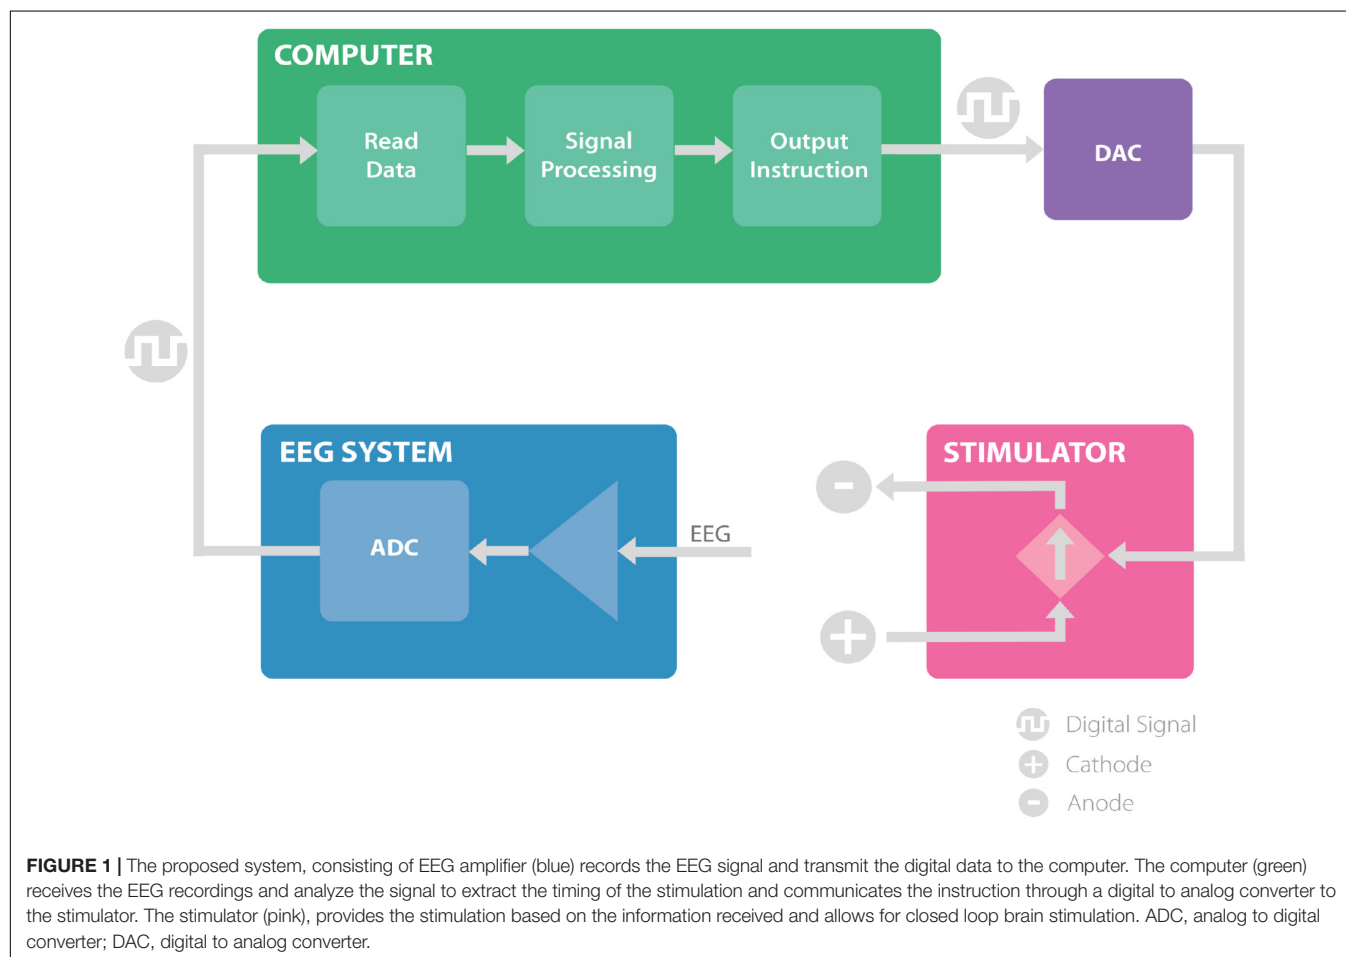 COMPUTER
Read
Data
Signal
Processing
Output
Instruction
DAC
EEG SYSTEM
ADC
EEG
STIMULATOR
-
+
Digital Signal
+ Cathode
- Anode
FIGURE 1 | The proposed system, consisting of EEG amplifier (blue) records the EEG signal and transmit the digital data to the computer. The computer (green)
receives the EEG recordings and analyze the signal to extract the timing of the stimulation and communicates the instruction through a digital to analog converter to
the stimulator. The stimulator (pink), provides the stimulation based on the information received and allows for closed loop brain stimulation. ADC, analog to digital
converter; DAC, digital to analog converter.